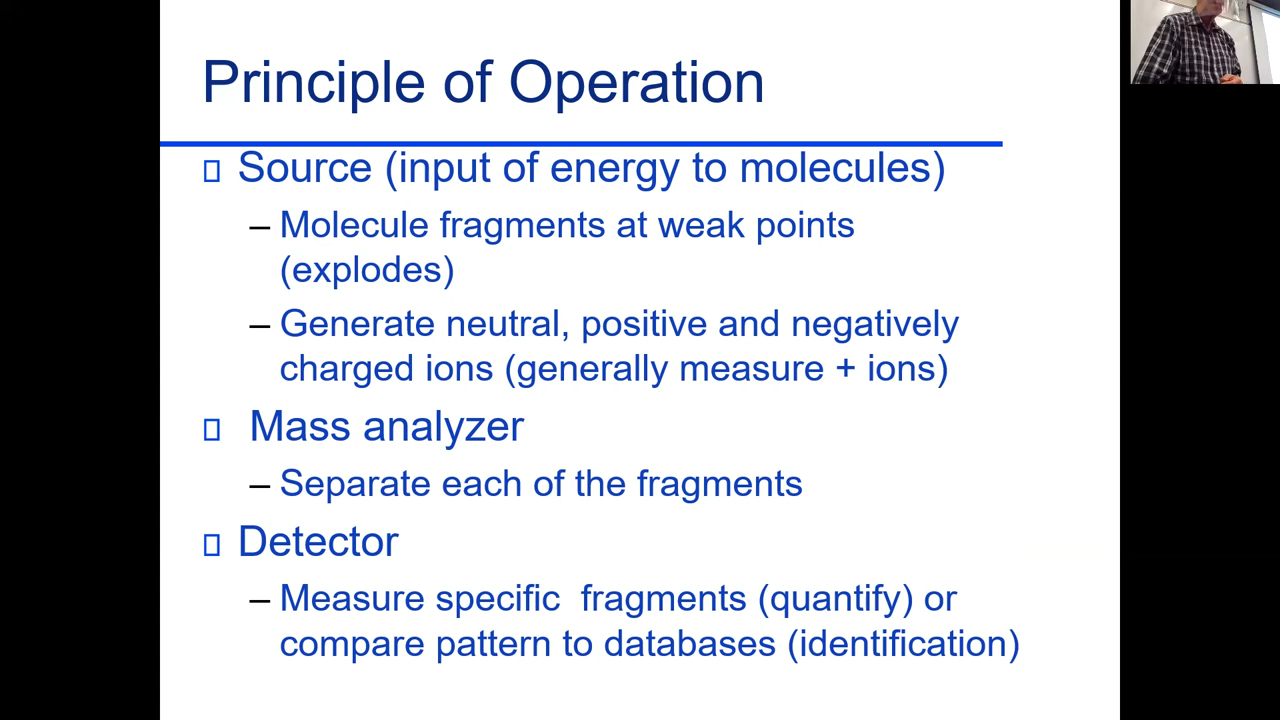 Principle of Operation
Source (input of energy to molecules)
– Molecule fragments at weak points
(explodes)
– Generate neutral, positive and negatively
charged ions (generally measure + ions)
Mass analyzer
– Separate each of the fragments
Detector
– Measure specific  fragments (quantify) or
compare pattern to databases (identification)